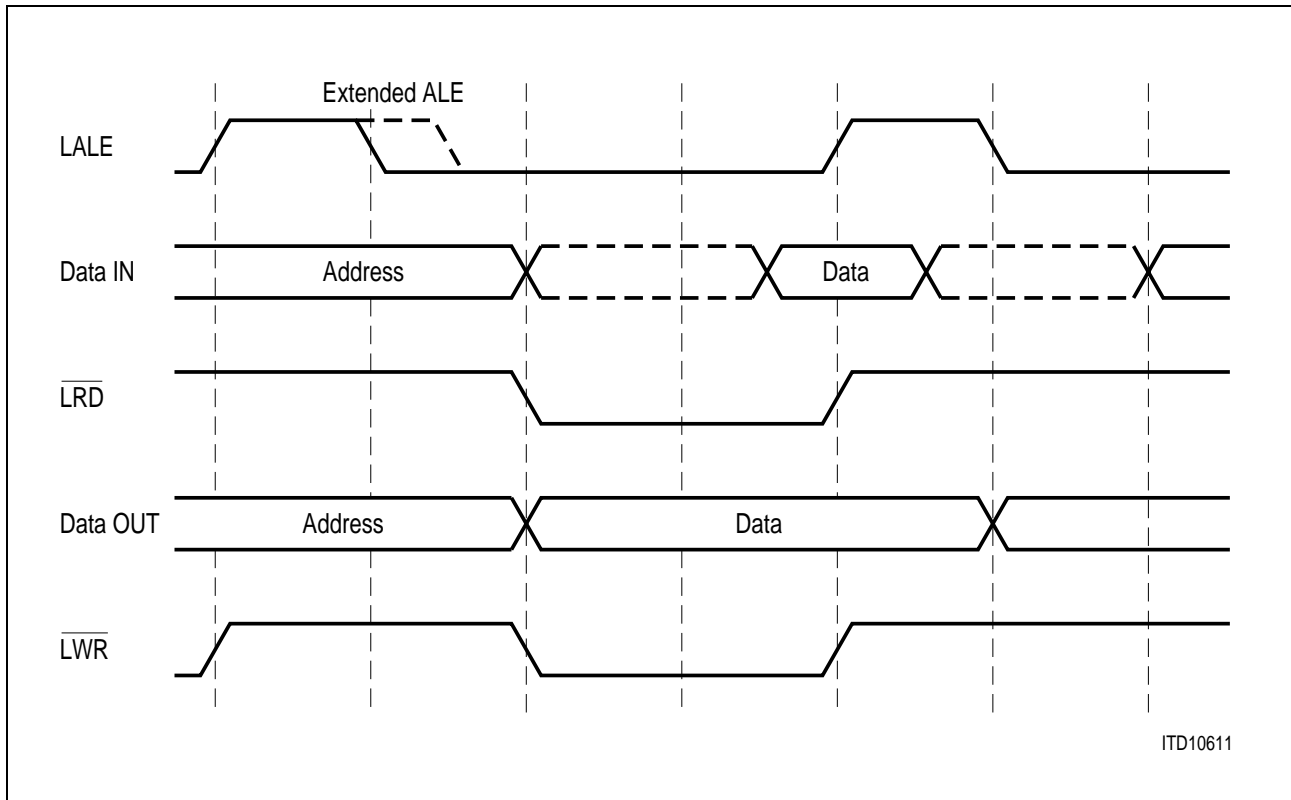 Extended ALE
LALE
Data IN Address Data
LRD
Data OUT Address Data
LWR
ITD10611